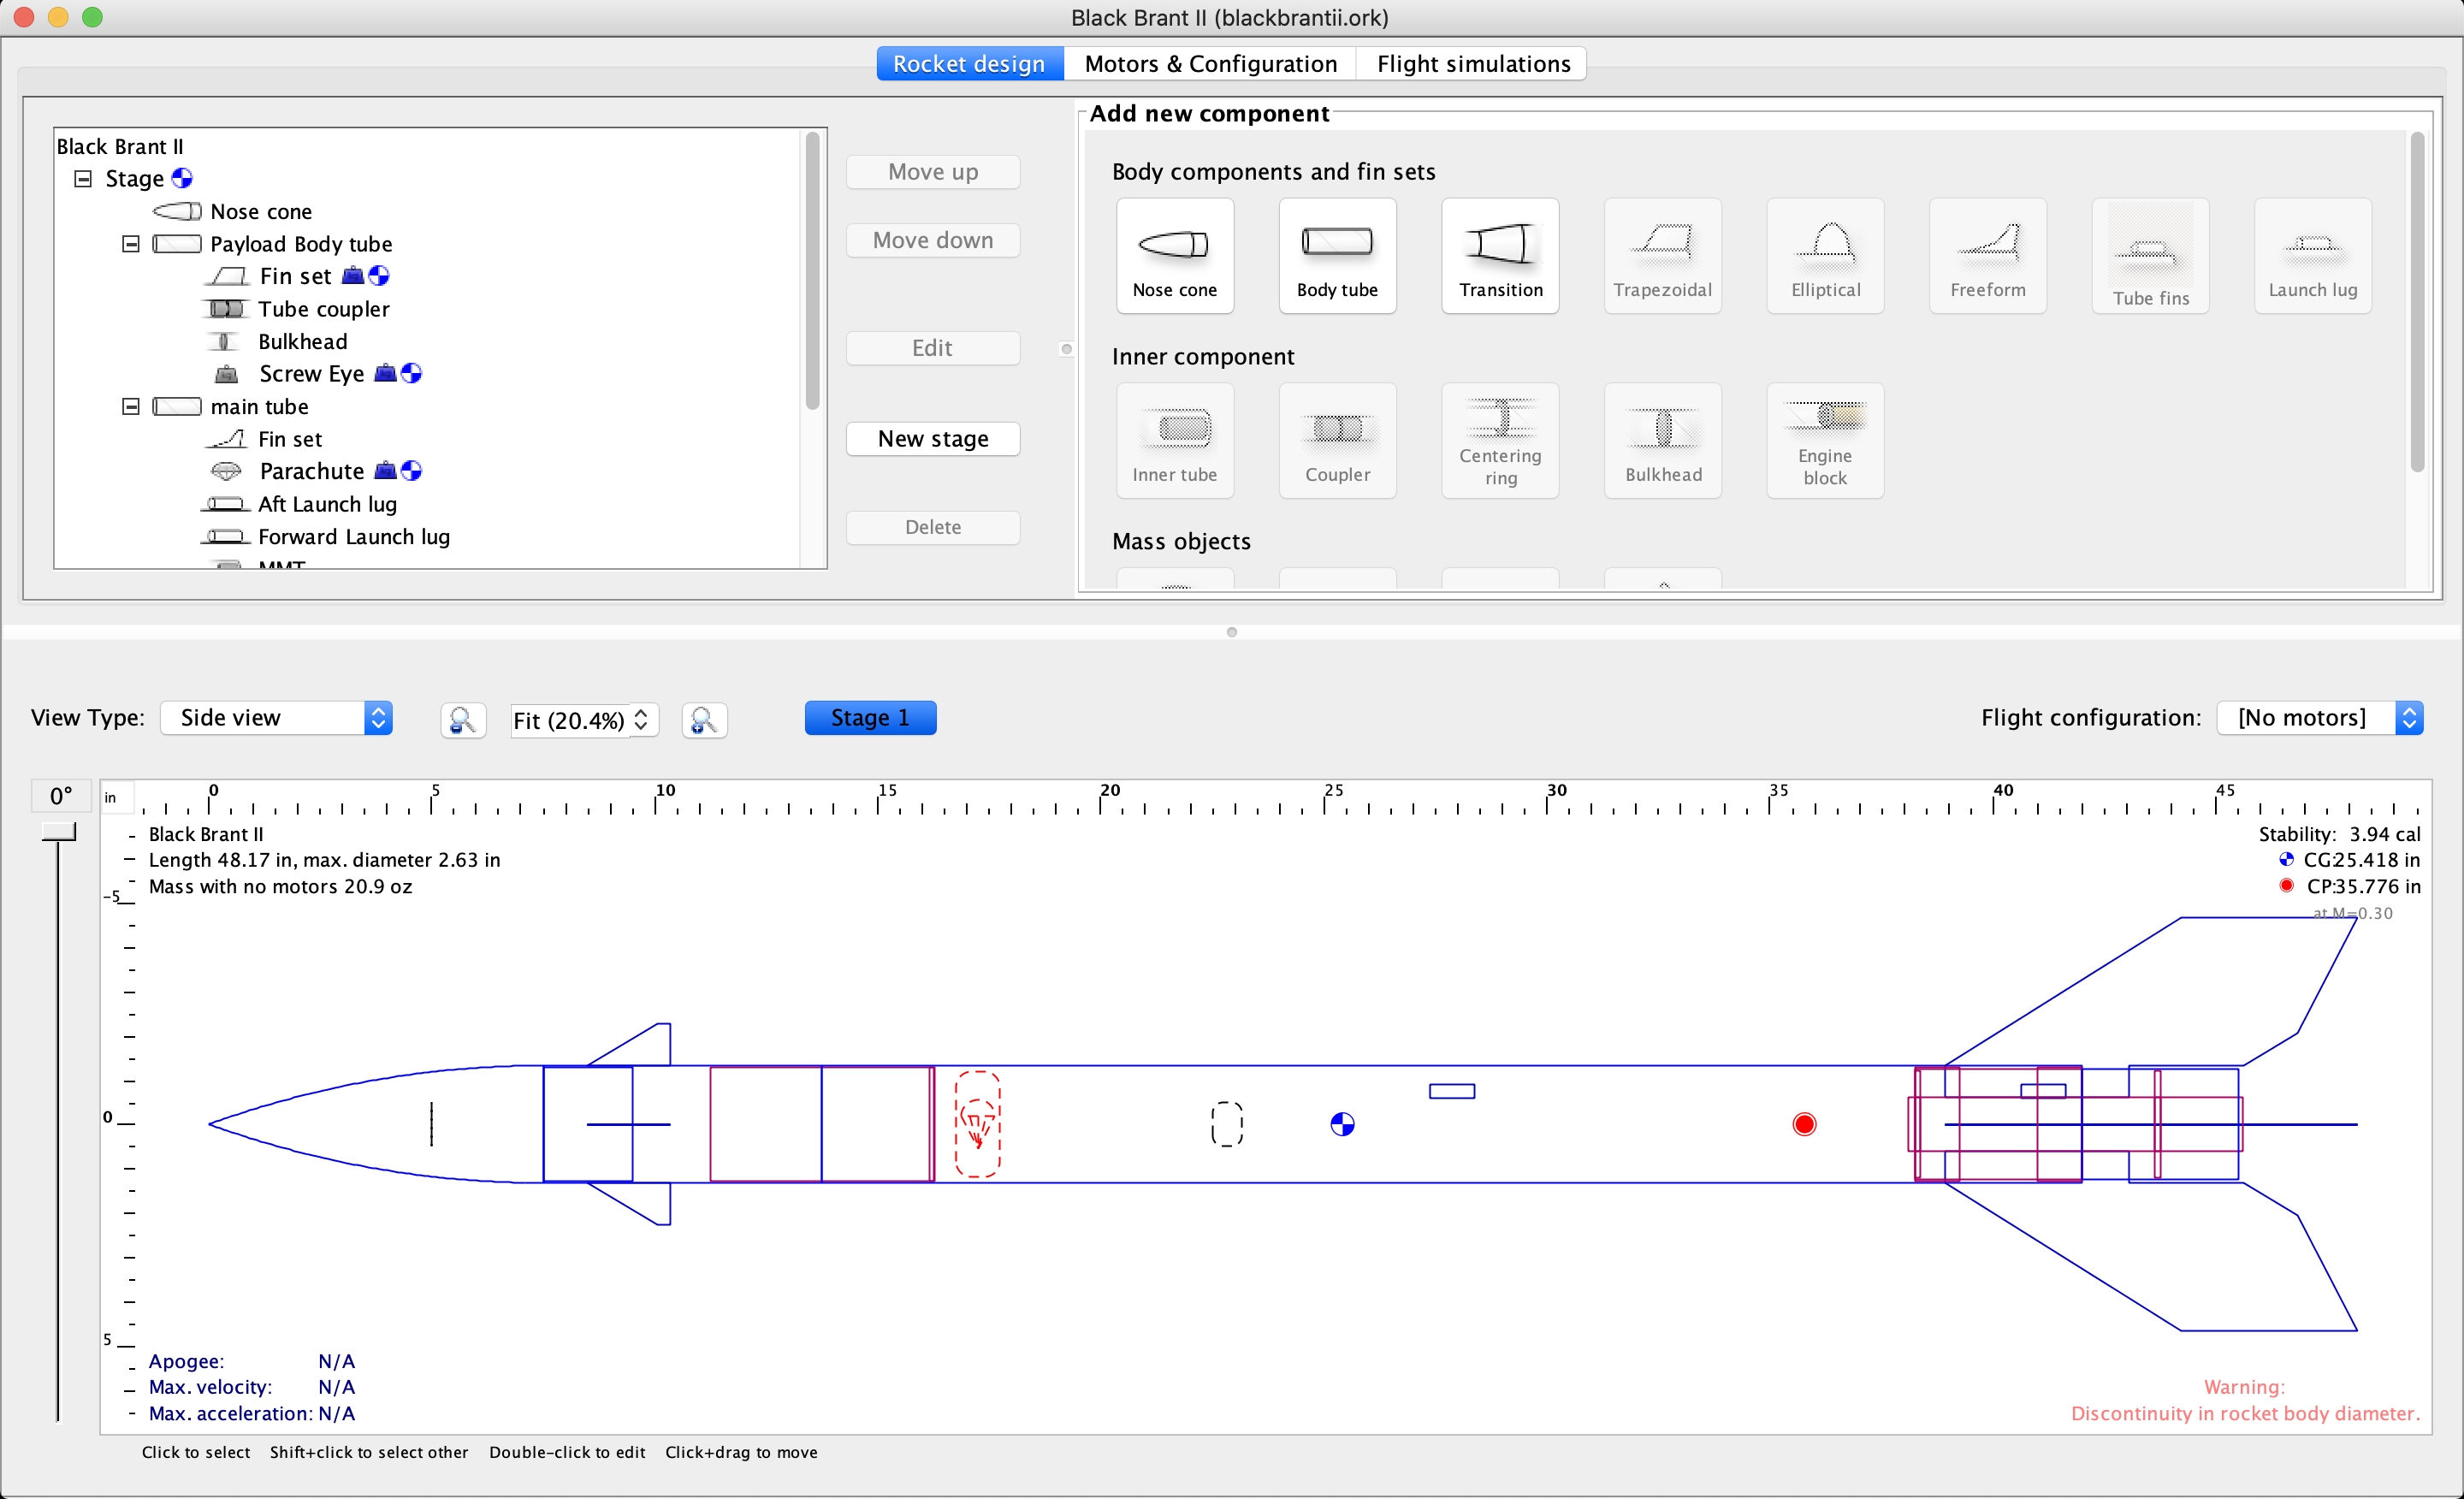 Black Brant II (blackbrantii.ork)
Rocket design
Motors & Configuration
Flight simulations
Black Brant II
Stage
Nose cone
Payload Body tube
Fin set
Tube coupler
Bulkhead
Screw Eye
main tube
Fin set
Parachute
Aft Launch lug
Forward Launch lug
MMT
Move up
Move down
Edit
New stage
Delete
Add new component
Body components and fin sets
Nose cone
Body tube
Transition
Trapezoidal
Elliptical
Freeform
Tube fins
Launch lug
Inner component
Inner tube
Coupler
Centering
ring
Bulkhead
Engine
block
Mass objects
View Type:
Side view
Fit (20.4%)
Stage 1
Flight configuration:
[No motors]
0°
in
0 5 10 15 20 25 30 35 40 45
-5
0
5
Black Brant II
Length 48.17 in, max. diameter 2.63 in
Mass with no motors 20.9 oz
Stability: 3.94 cal
CG:25.418 in
CP:35.776 in
at M=0.30
Apogee: N/A
Max. velocity: N/A
Max. acceleration: N/A
Warning:
Discontinuity in rocket body diameter.
Click to select Shift+click to select other Double-click to edit Click+drag to move